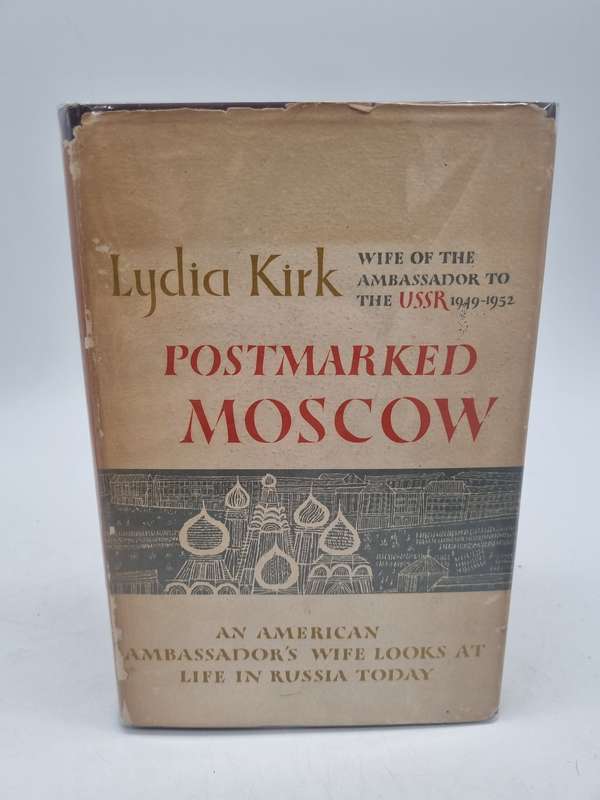 Lydia Kirk
WIFE OF THE
AMBASSADOR TO
THE USSR 1949-1952
POSTMARKED
MOSCOW
AN AMERICAN
AMBASSADOR'S WIFE LOOKS AT
LIFE IN RUSSIA TODAY